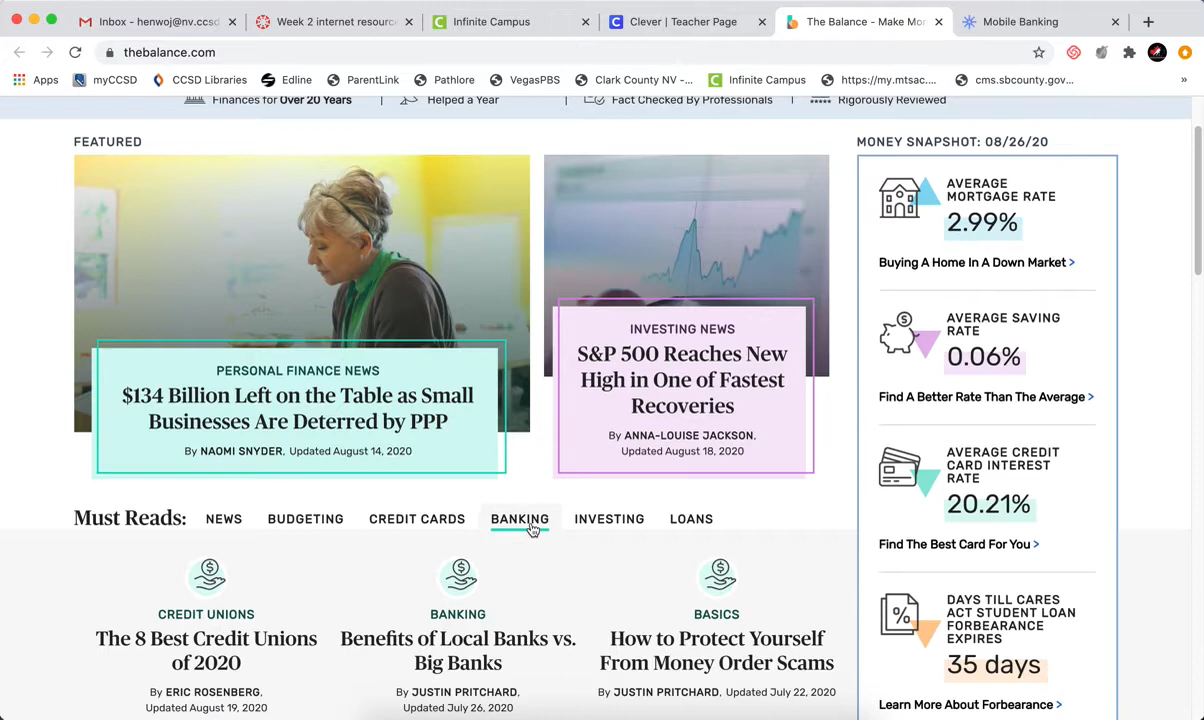 Inbox - henwoj@nv.ccsd
Week 2 internet resourc
Infinite Campus
Clever | Teacher Page
The Balance - Make Mon
Mobile Banking
thebalance.com
Apps
myCCSD
CCSD Libraries
Edline
ParentLink
Pathlore
VegasPBS
Clark County NV -...
Infinite Campus
https://my.mtsac....
cms.sbcounty.gov...
»
Finances for Over 20 Years
Helped a Year
Fact Checked By Professionals
Rigorously Reviewed
FEATURED
PERSONAL FINANCE NEWS
$134 Billion Left on the Table as Small
Businesses Are Deterred by PPP
By NAOMI SNYDER, Updated August 14, 2020
INVESTING NEWS
S&P 500 Reaches New
High in One of Fastest
Recoveries
By ANNA-LOUISE JACKSON,
Updated August 18, 2020
Must Reads:
NEWS
BUDGETING
CREDIT CARDS
BANKING
INVESTING
LOANS
CREDIT UNIONS
The 8 Best Credit Unions
of 2020
By ERIC ROSENBERG,
Updated August 19, 2020
BANKING
Benefits of Local Banks vs.
Big Banks
By JUSTIN PRITCHARD,
Updated July 26, 2020
BASICS
How to Protect Yourself
From Money Order Scams
By JUSTIN PRITCHARD, Updated July 22, 2020
MONEY SNAPSHOT: 08/26/20
AVERAGE
MORTGAGE RATE
2.99%
Buying A Home In A Down Market >
AVERAGE SAVING
RATE
0.06%
Find A Better Rate Than The Average >
AVERAGE CREDIT
CARD INTEREST
RATE
20.21%
Find The Best Card For You >
DAYS TILL CARES
ACT STUDENT LOAN
FORBEARANCE
EXPIRES
35 days
Learn More About Forbearance >